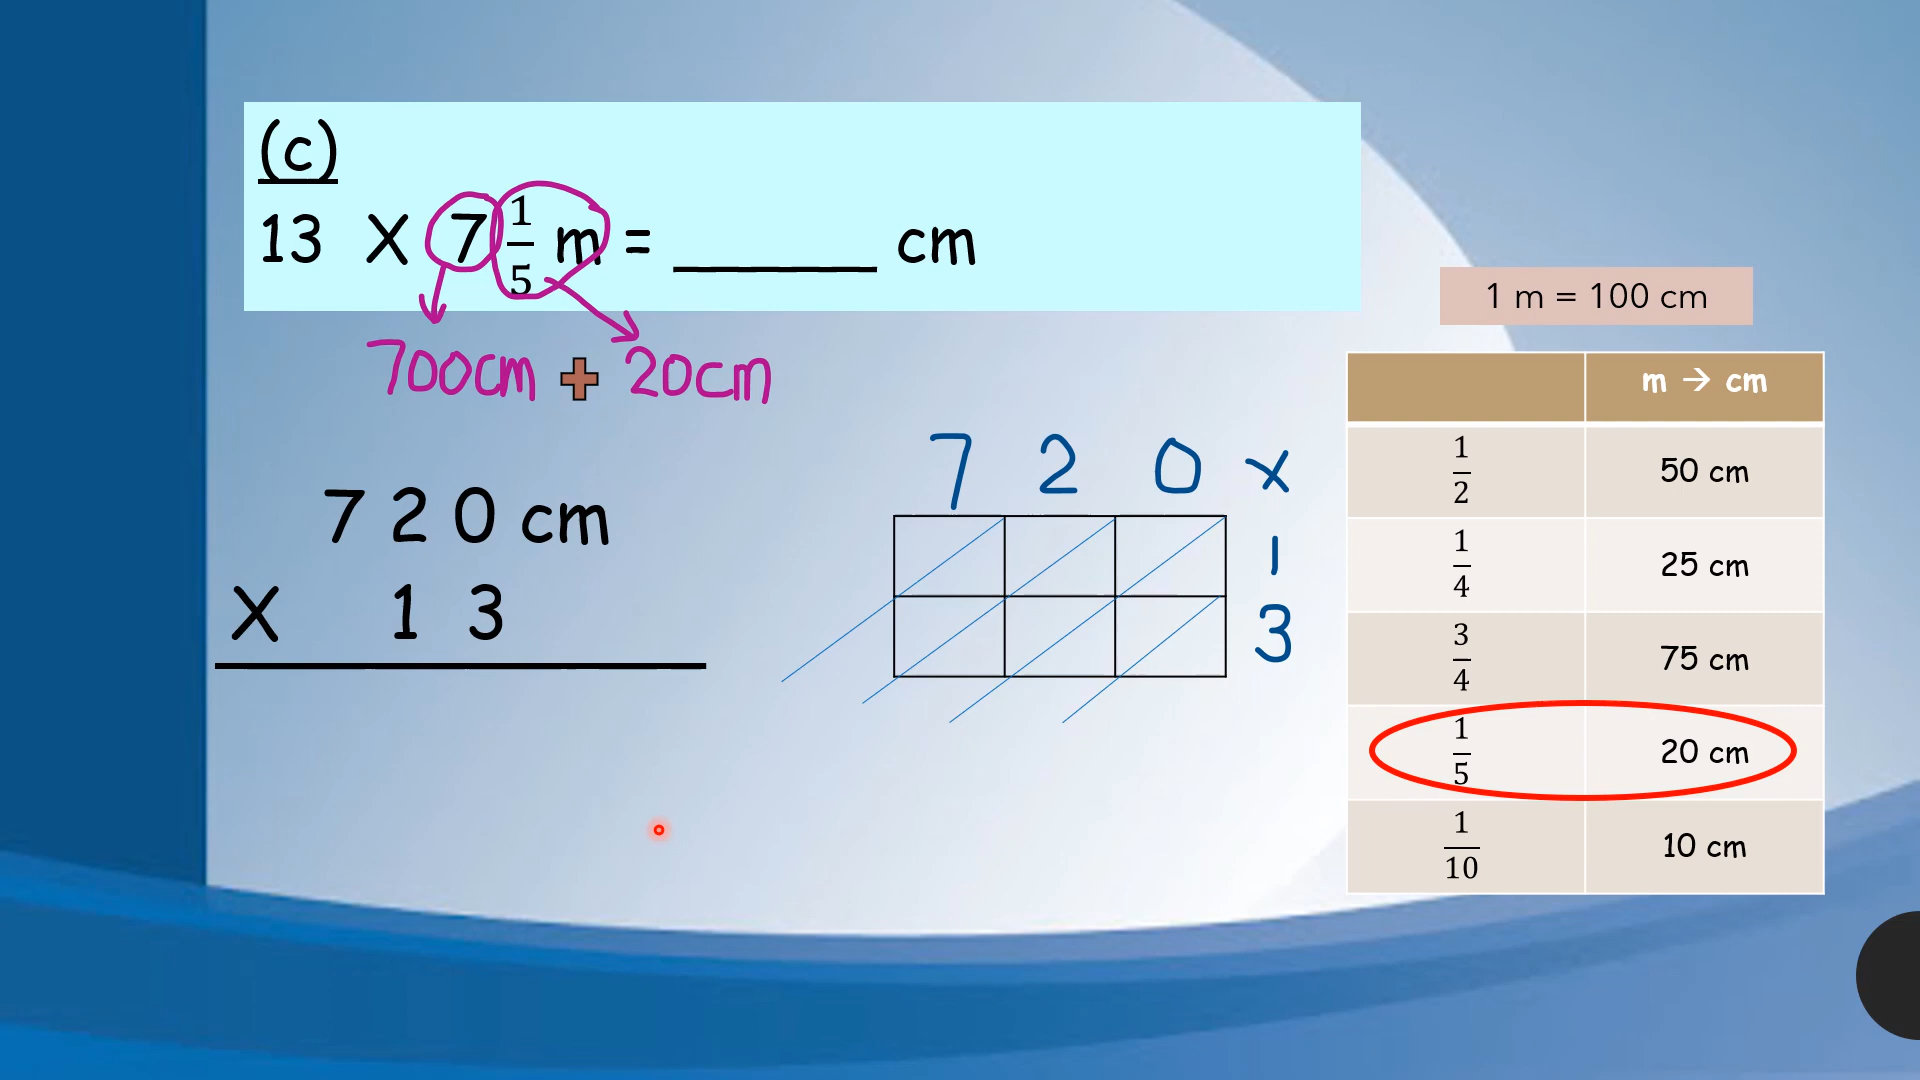 (c)
13 X 7 1/5 m = ______ cm
700cm + 20cm
7 2 0 cm
X 1 3
7 2 0 x
1
3
1 m = 100 cm
m → cm
1/2 50 cm
1/4 25 cm
3/4 75 cm
1/5 20 cm
1/10 10 cm